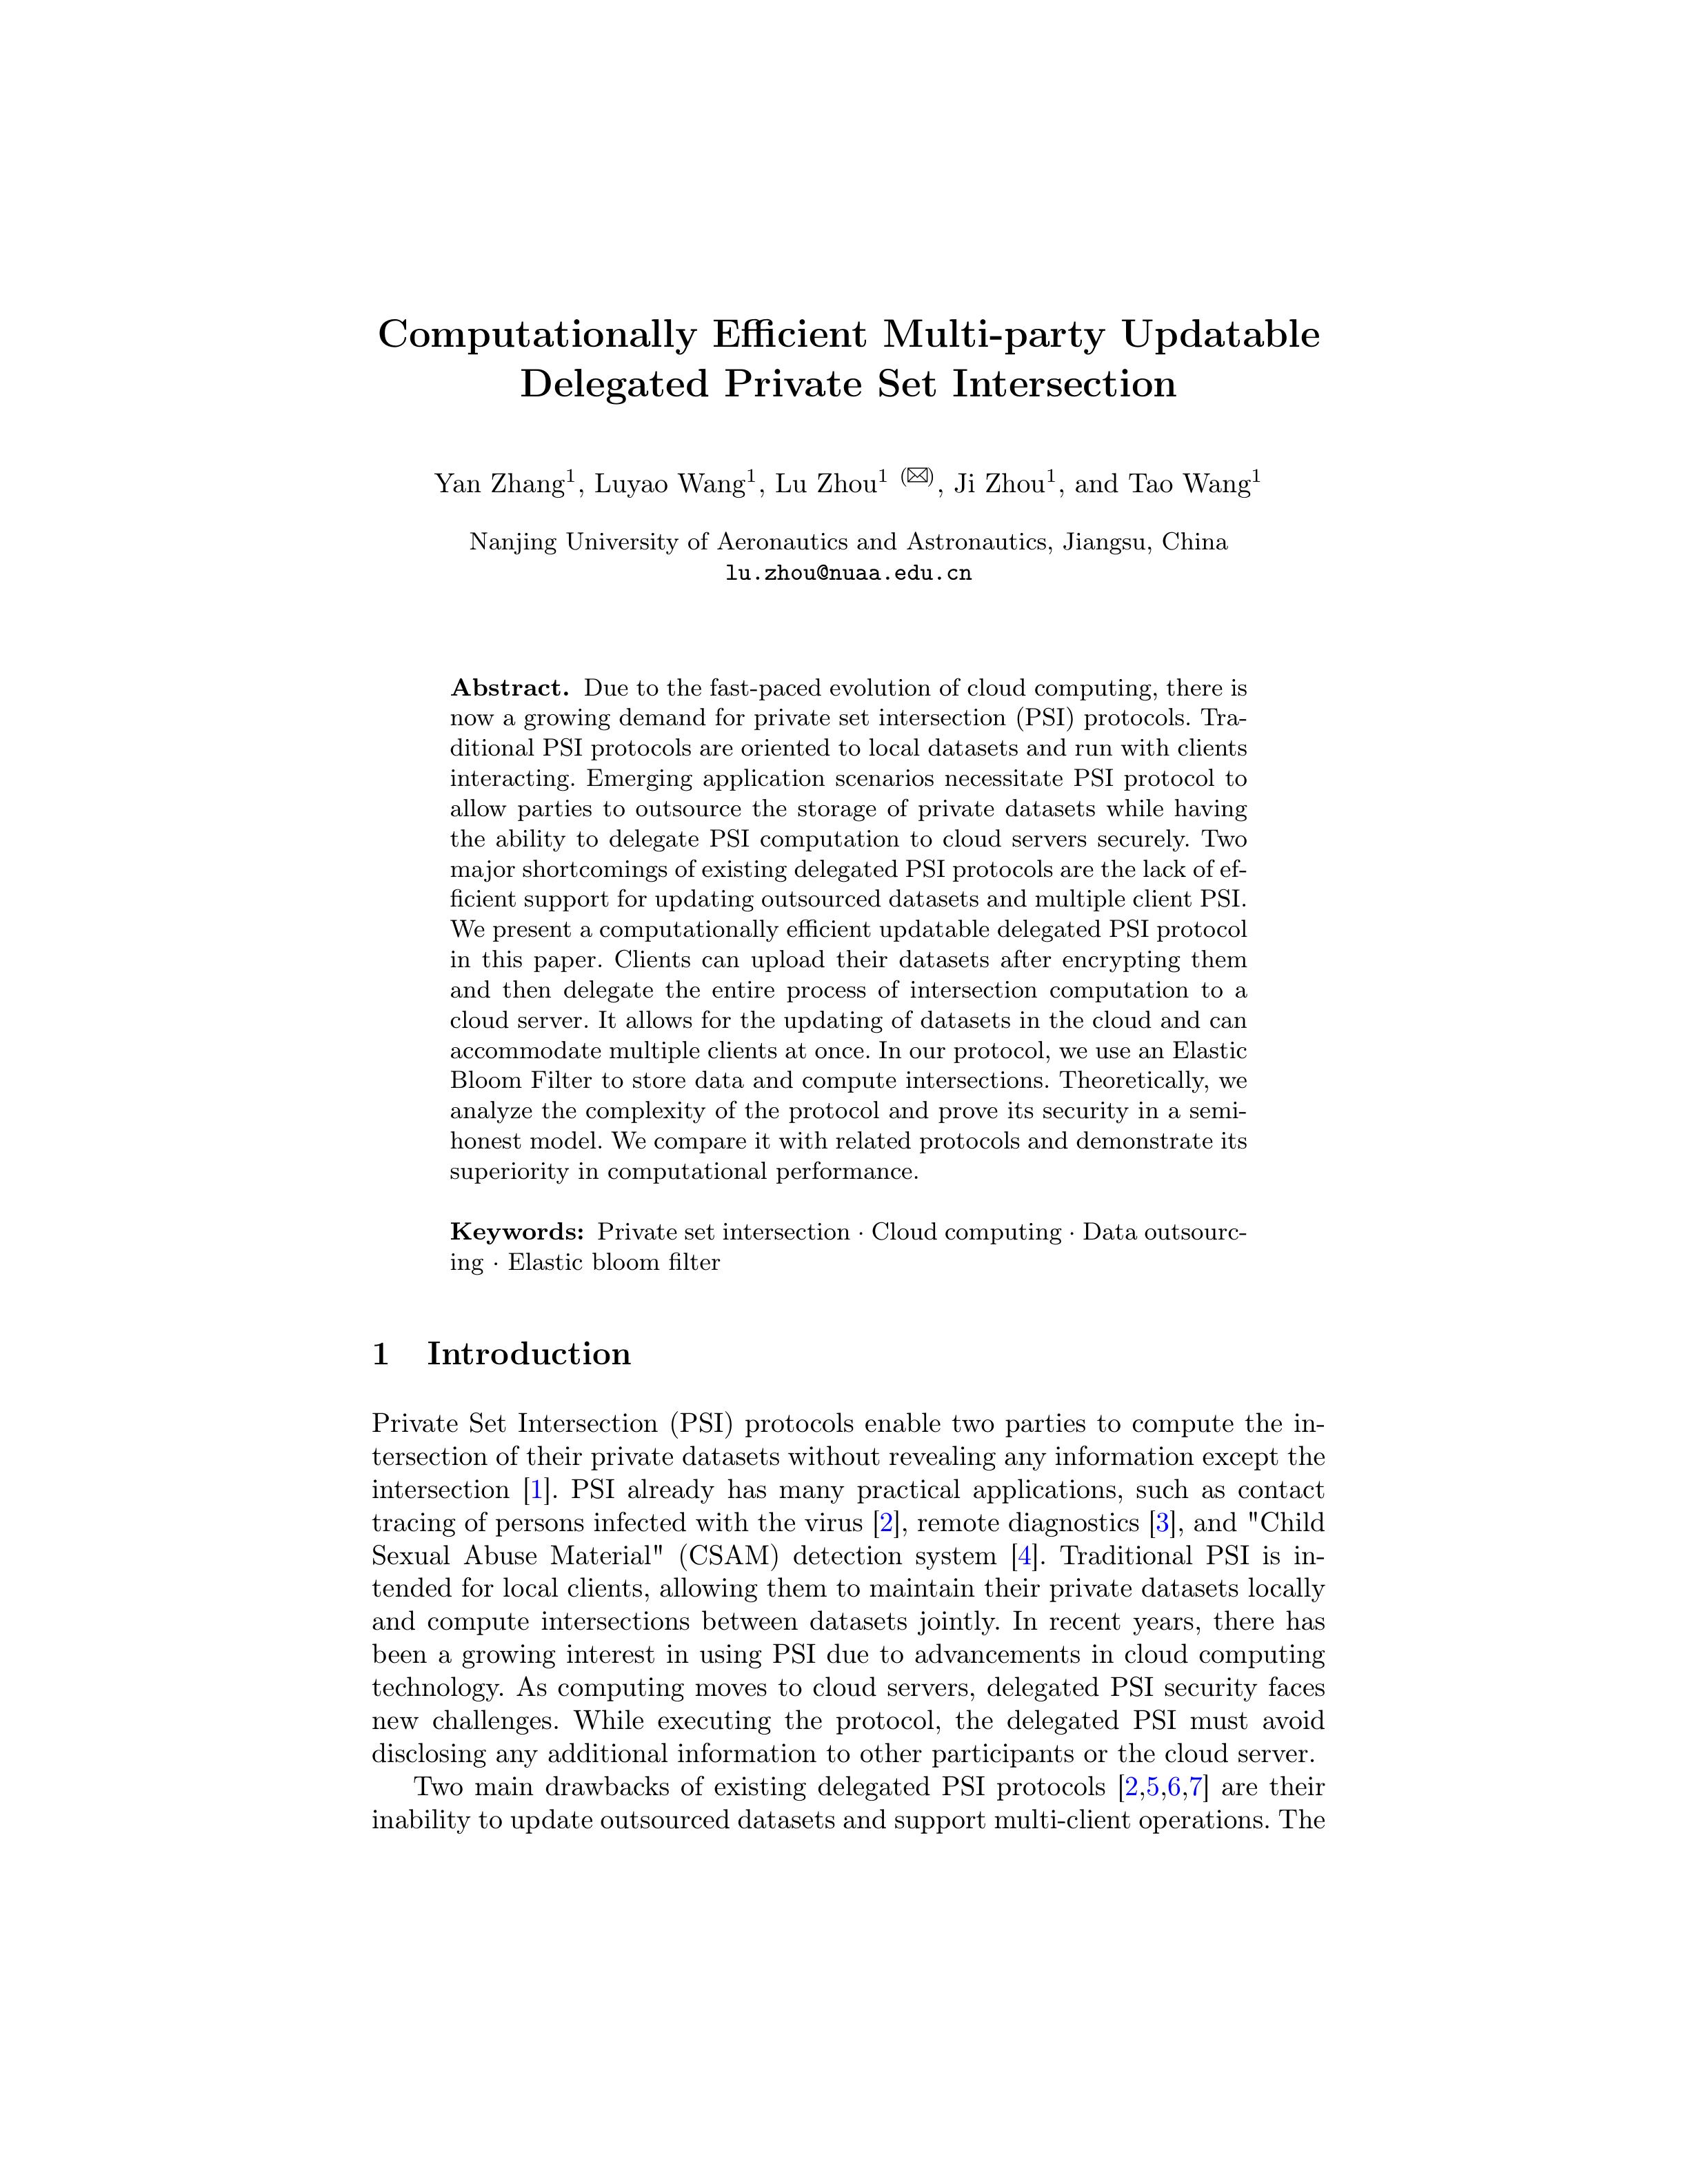 Computationally Efficient Multi-party Updatable
Delegated Private Set Intersection
Yan Zhang1, Luyao Wang1, Lu Zhou1 (✉), Ji Zhou1, and Tao Wang1
Nanjing University of Aeronautics and Astronautics, Jiangsu, China
lu.zhou@nuaa.edu.cn
Abstract. Due to the fast-paced evolution of cloud computing, there is
now a growing demand for private set intersection (PSI) protocols. Tra-
ditional PSI protocols are oriented to local datasets and run with clients
interacting. Emerging application scenarios necessitate PSI protocol to
allow parties to outsource the storage of private datasets while having
the ability to delegate PSI computation to cloud servers securely. Two
major shortcomings of existing delegated PSI protocols are the lack of ef-
ficient support for updating outsourced datasets and multiple client PSI.
We present a computationally efficient updatable delegated PSI protocol
in this paper. Clients can upload their datasets after encrypting them
and then delegate the entire process of intersection computation to a
cloud server. It allows for the updating of datasets in the cloud and can
accommodate multiple clients at once. In our protocol, we use an Elastic
Bloom Filter to store data and compute intersections. Theoretically, we
analyze the complexity of the protocol and prove its security in a semi-
honest model. We compare it with related protocols and demonstrate its
superiority in computational performance.
Keywords: Private set intersection · Cloud computing · Data outsourc-
ing · Elastic bloom filter
1 Introduction
Private Set Intersection (PSI) protocols enable two parties to compute the in-
tersection of their private datasets without revealing any information except the
intersection [1]. PSI already has many practical applications, such as contact
tracing of persons infected with the virus [2], remote diagnostics [3], and "Child
Sexual Abuse Material" (CSAM) detection system [4]. Traditional PSI is in-
tended for local clients, allowing them to maintain their private datasets locally
and compute intersections between datasets jointly. In recent years, there has
been a growing interest in using PSI due to advancements in cloud computing
technology. As computing moves to cloud servers, delegated PSI security faces
new challenges. While executing the protocol, the delegated PSI must avoid
disclosing any additional information to other participants or the cloud server.
Two main drawbacks of existing delegated PSI protocols [2,5,6,7] are their
inability to update outsourced datasets and support multi-client operations. The